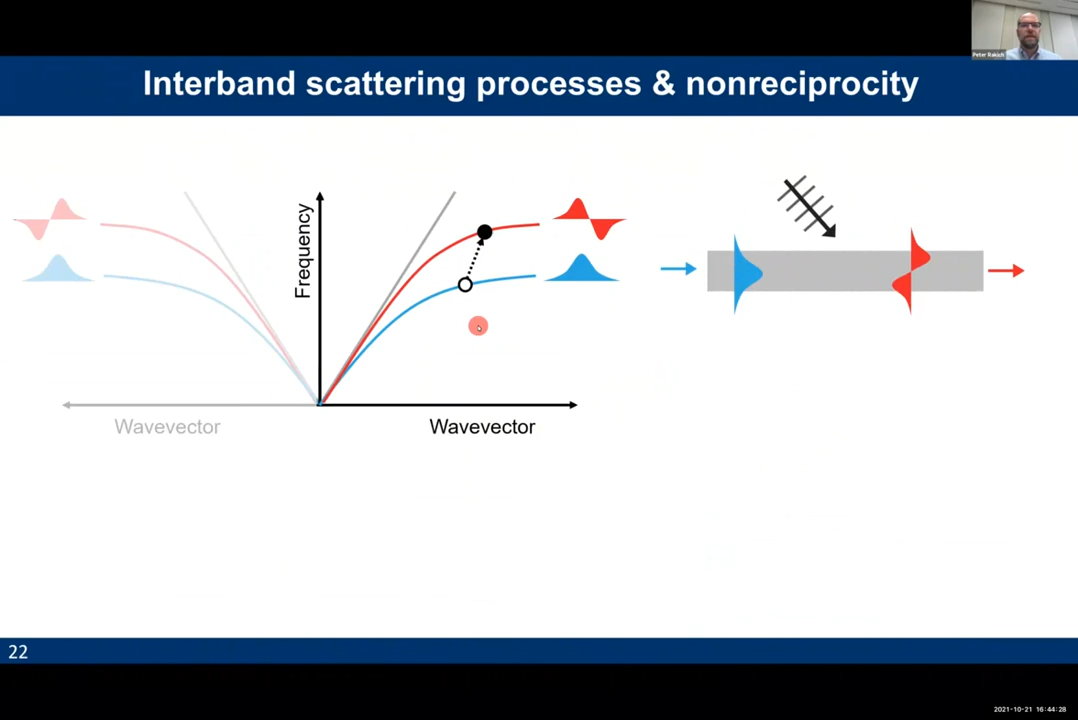 Peter Rakich
Interband scattering processes & nonreciprocity
Frequency
Wavevector
Wavevector
22
2021-10-21 16:44:28